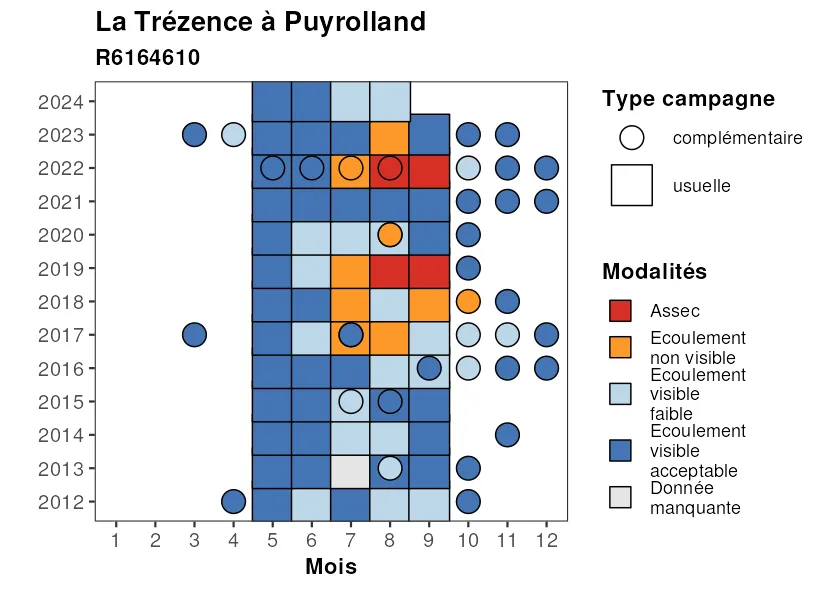 La Trézence à Puyrolland
R6164610
2024
2023
2022
2021
2020
2019
2018
2017
2016
2015
2014
2013
2012
1 2 3 4 5 6 7 8 9 10 11 12
Mois
Type campagne
complémentaire
usuelle
Modalités
Assec
Ecoulement
non visible
Ecoulement
visible
faible
Ecoulement
visible
acceptable
Donnée
manquante